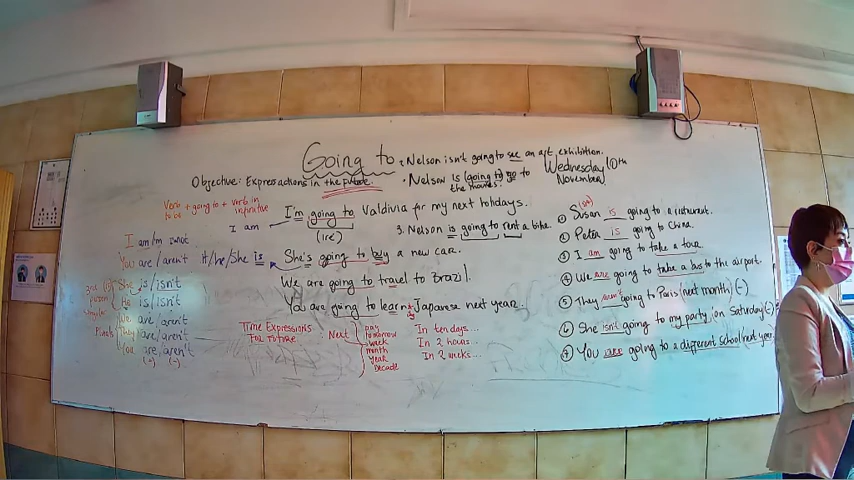 Going to
: Nelson isn't going to see an art exhibition.
Objective: Express actions in the future.
• Nelson is (going to) go to
the movies.
Wednesday 10th
November
Verb + going to + verb in
to be infinitive
I am
I'm going to Valdivia for my next holidays.
(ire)
3. Nelson is going to rent a bike.
It/he/She is
She's going to buy a new car.
We are going to travel to Brazil.
You are going to learn Japanese next year.
I am/m not
You are/aren't
3rd
person
singular
She is/isn't
He is/isn't
We are/aren't
Plurals They are/aren't
You are/aren't
(+) (-)
Time Expressions
For Future
Next
day
tomorrow
week
month
year
decade
In ten days...
In 2 hours...
In 2 weeks...
① Susan is going to a restaurant.
② Peter is going to China.
③ I am going to take a tour.
④ We are going to take a bus to the airport.
⑤ They aren't going to Paris (next month) (-)
⑥ She isn't going to my party (on Saturday) (-)
⑦ You are going to a different school (next year